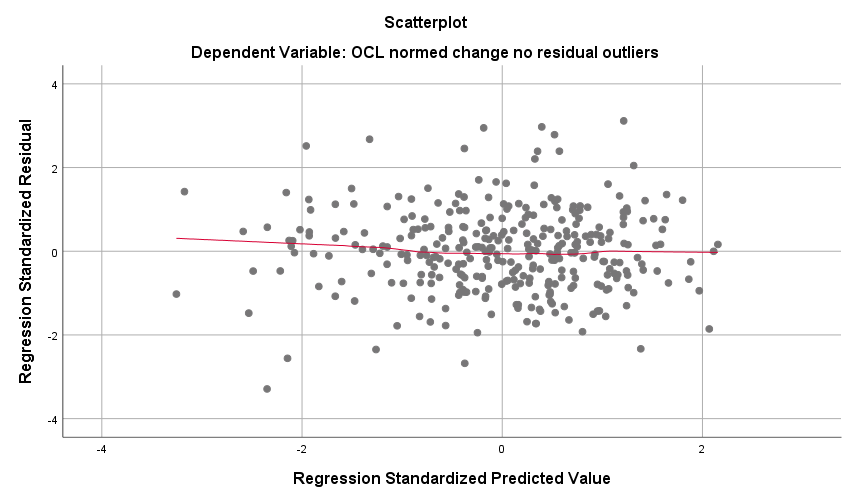 Scatterplot
Dependent Variable: OCL normed change no residual outliers
Regression Standardized Residual
4
2
0
-2
-4
-4
-2
0
2
Regression Standardized Predicted Value